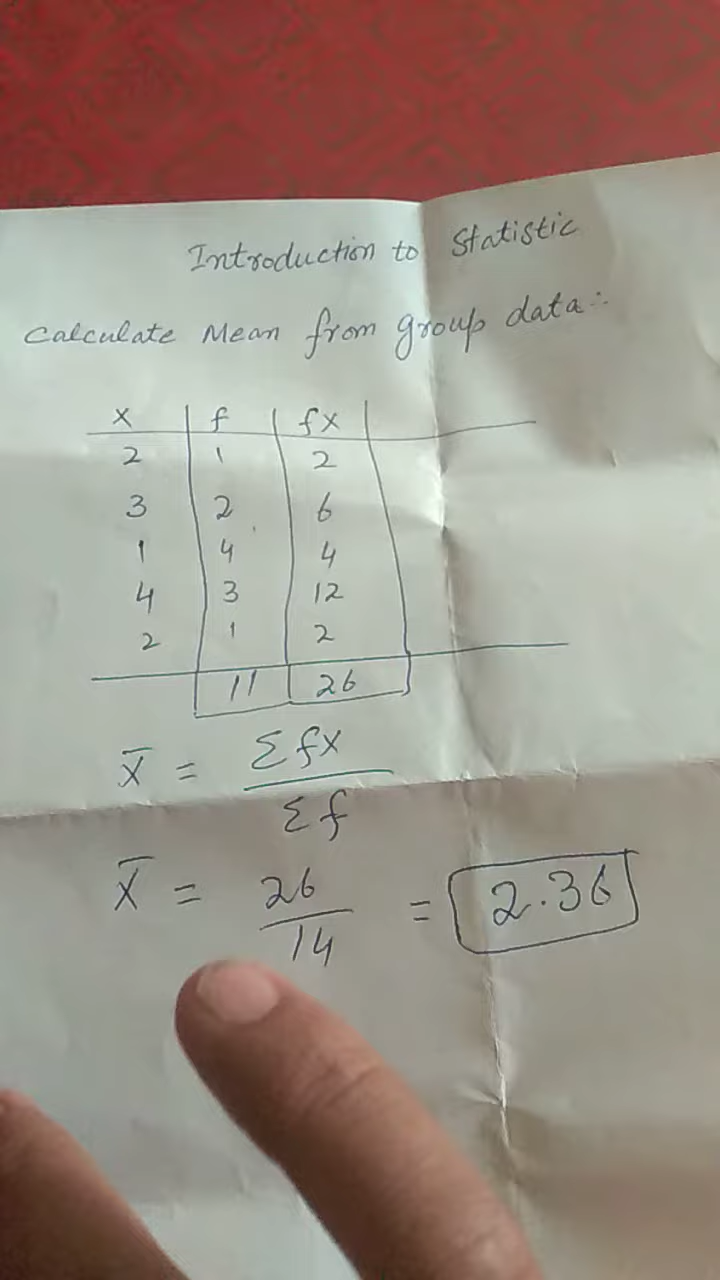 Introduction to Statistic
Calculate Mean from group data:-
x f fx
2 1 2
3 2 6
1 4 4
4 3 12
2 1 2
11 26
x̄ = Σfx / Σf
x̄ = 26 / 14 = 2.36